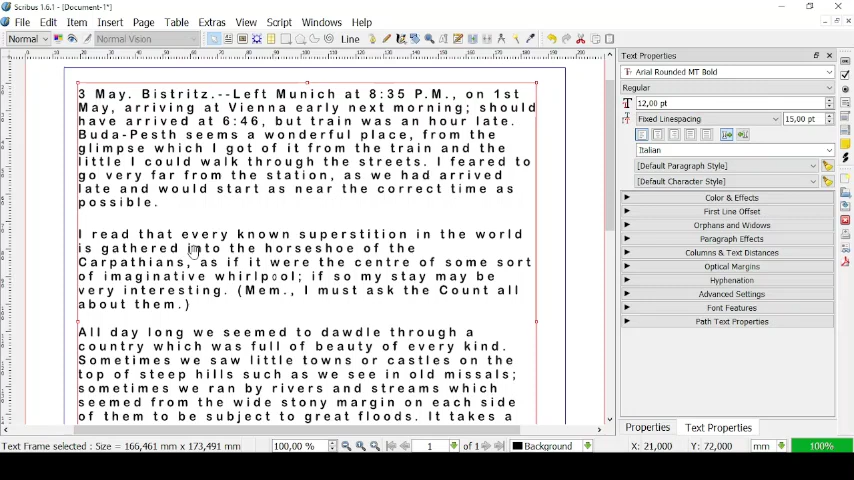 Scribus 1.6.1 - [Document-1*]
File Edit Item Insert Page Table Extras View Script Windows Help
Normal Normal Vision Line
3 May. Bistritz.--Left Munich at 8:35 P.M., on 1st
May, arriving at Vienna early next morning; should
have arrived at 6:46, but train was an hour late.
Buda-Pesth seems a wonderful place, from the
glimpse which I got of it from the train and the
little I could walk through the streets. I feared to
go very far from the station, as we had arrived
late and would start as near the correct time as
possible.
I read that every known superstition in the world
is gathered into the horseshoe of the
Carpathians, as if it were the centre of some sort
of imaginative whirlpool; if so my stay may be
very interesting. (Mem., I must ask the Count all
about them.)
All day long we seemed to dawdle through a
country which was full of beauty of every kind.
Sometimes we saw little towns or castles on the
top of steep hills such as we see in old missals;
sometimes we ran by rivers and streams which
seemed from the wide stony margin on each side
of them to be subject to great floods. It takes a
Text Properties
Arial Rounded MT Bold
Regular
12,00 pt
Fixed Linespacing 15,00 pt
Italian
[Default Paragraph Style]
[Default Character Style]
Color & Effects
First Line Offset
Orphans and Widows
Paragraph Effects
Columns & Text Distances
Optical Margins
Hyphenation
Advanced Settings
Font Features
Path Text Properties
Properties Text Properties
Text Frame selected : Size = 166,461 mm x 173,491 mm 100,00 % 1 of 1 Background X: 21,000 Y: 72,000 mm 100%